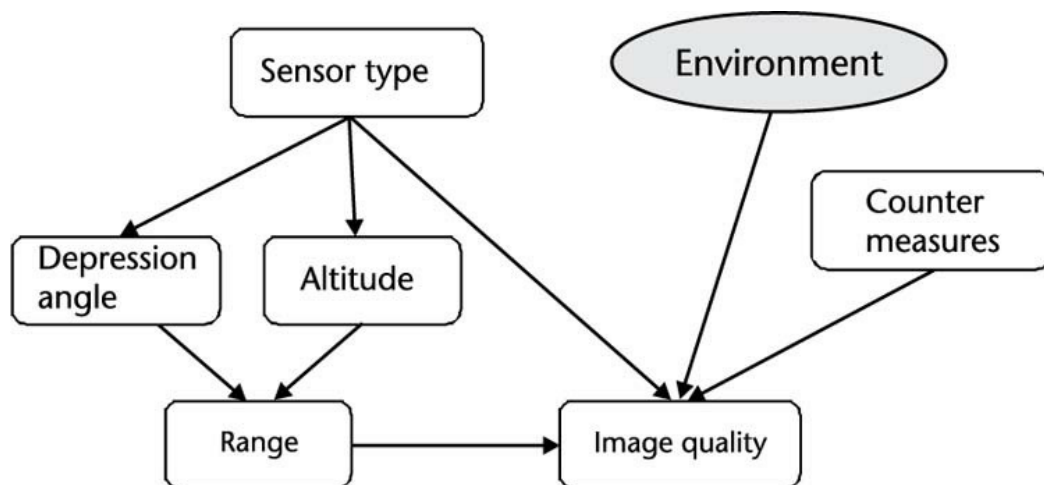 Sensor type
Environment
Counter
measures
Depression
angle
Altitude
Range
Image quality